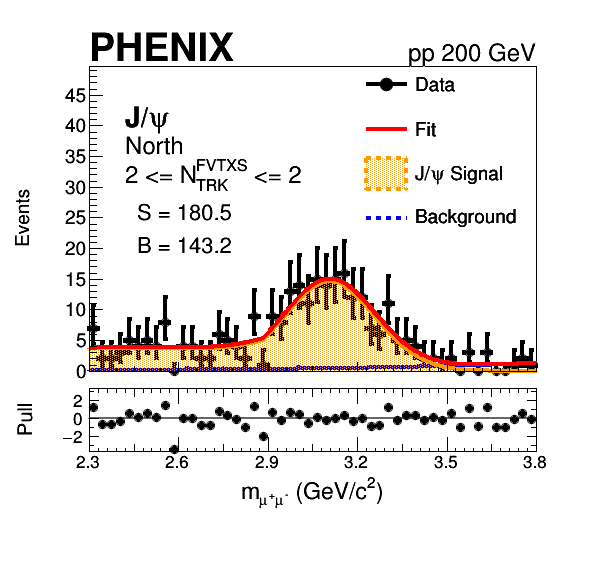 PHENIX pp 200 GeV
Data
Fit
J/ψ Signal
Background
J/ψ
North
2 <= N_TRK^FVTXS <= 2
S = 180.5
B = 143.2
Events
45
40
35
30
25
20
15
10
5
0
Pull
2
0
−2
2.3 2.6 2.9 3.2 3.5 3.8
m_μ⁺μ⁻ (GeV/c²)